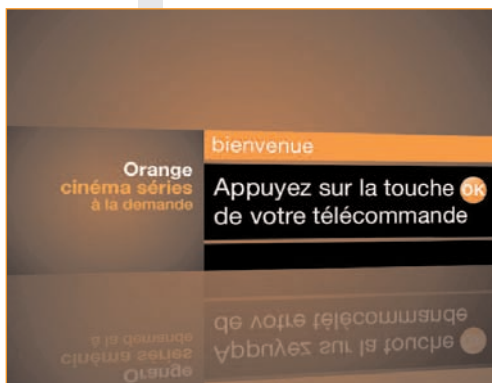 bienvenue
Orange
cinéma séries
à la demande
Appuyez sur la touche OK
de votre télécommande